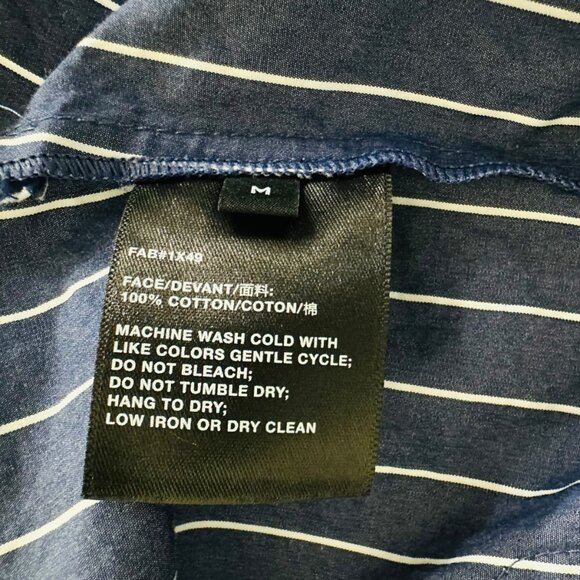 M
FAB#1X49
FACE/DEVANT/面料:
100% COTTON/COTON/棉
MACHINE WASH COLD WITH
LIKE COLORS GENTLE CYCLE;
DO NOT BLEACH;
DO NOT TUMBLE DRY;
HANG TO DRY;
LOW IRON OR DRY CLEAN